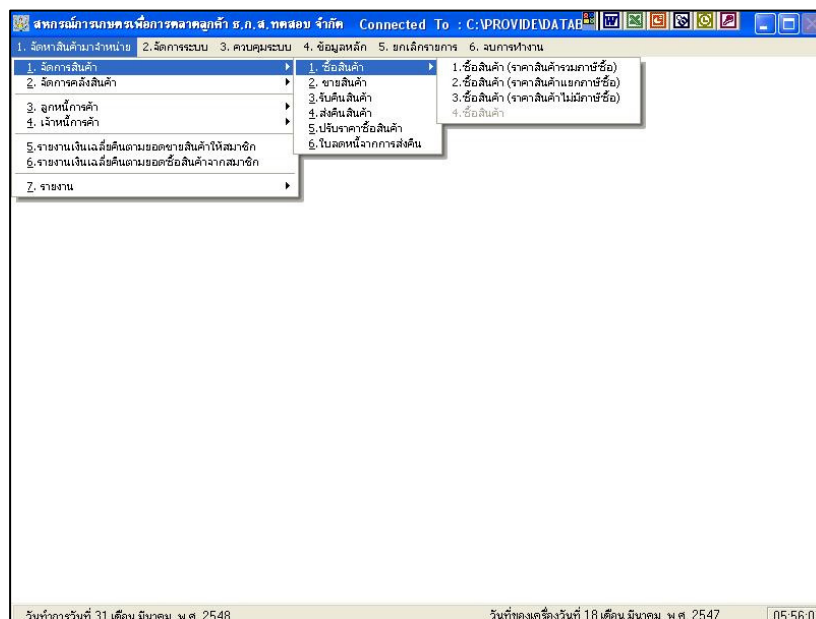 สหกรณ์การเกษตรเพื่อการตลาดลูกค้า ธ.ก.ส.ทดสอบ จำกัด Connected To : C:\PROVIDE\DATAB
1. จัดหาสินค้ามาจำหน่าย 2.จัดการระบบ 3. ควบคุมระบบ 4. ข้อมูลหลัก 5. ยกเลิกรายการ 6. จบการทำงาน
1. จัดการสินค้า
2. จัดการคลังสินค้า
3. ลูกหนี้การค้า
4. เจ้าหนี้การค้า
5.รายงานเงินเฉลี่ยคืนตามยอดขายสินค้าให้สมาชิก
6.รายงานเงินเฉลี่ยคืนตามยอดซื้อสินค้าจากสมาชิก
7. รายงาน
1. ซื้อสินค้า
2. ขายสินค้า
3.รับคืนสินค้า
4.ส่งคืนสินค้า
5.ปรับราคาซื้อสินค้า
6.ใบลดหนี้จากการส่งคืน
1.ซื้อสินค้า (ราคาสินค้ารวมภาษีซื้อ)
2.ซื้อสินค้า (ราคาสินค้าแยกภาษีซื้อ)
3.ซื้อสินค้า (ราคาสินค้าไม่มีภาษีซื้อ)
4.ซื้อสินค้า
วันทำการวันที่ 31 เดือน มีนาคม พ.ศ. 2548 วันที่ของเครื่องวันที่ 18 เดือน มีนาคม พ.ศ. 2547 05:56:0